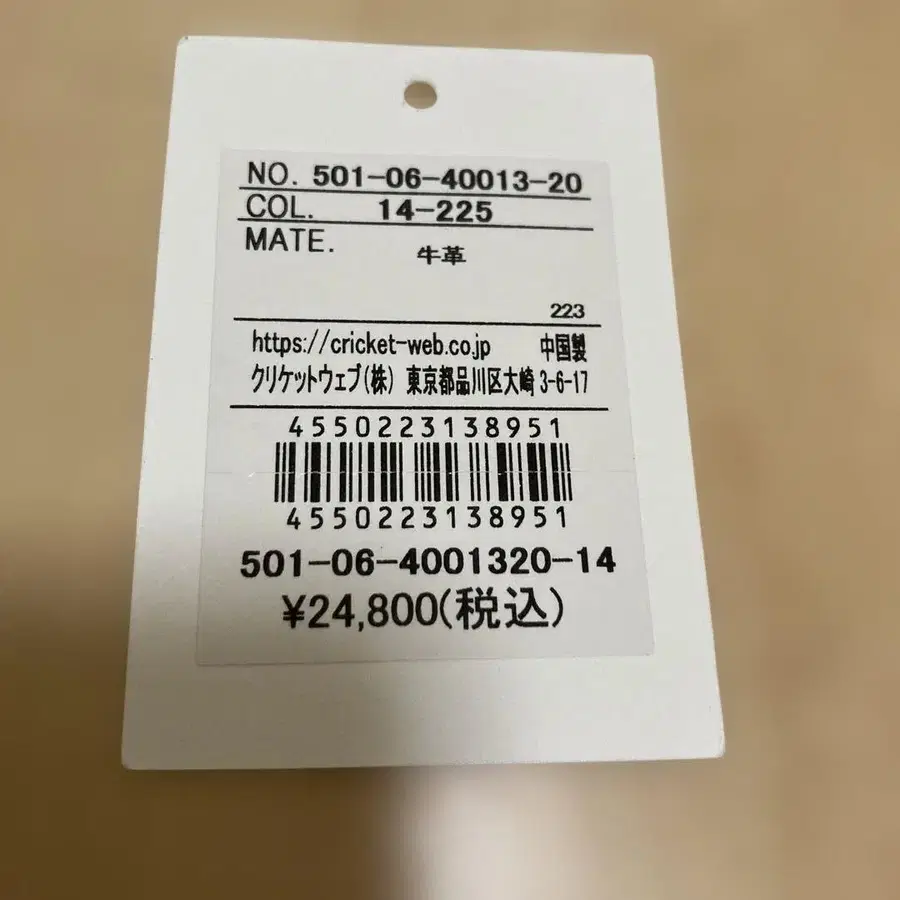 NO. 501-06-40013-20
COL. 14-225
MATE. 牛革
223
https://cricket-web.co.jp 中国製
クリケットウェブ(株) 東京都品川区大崎 3-6-17
4550223138951
4550223138951
501-06-4001320-14
¥24,800(税込)